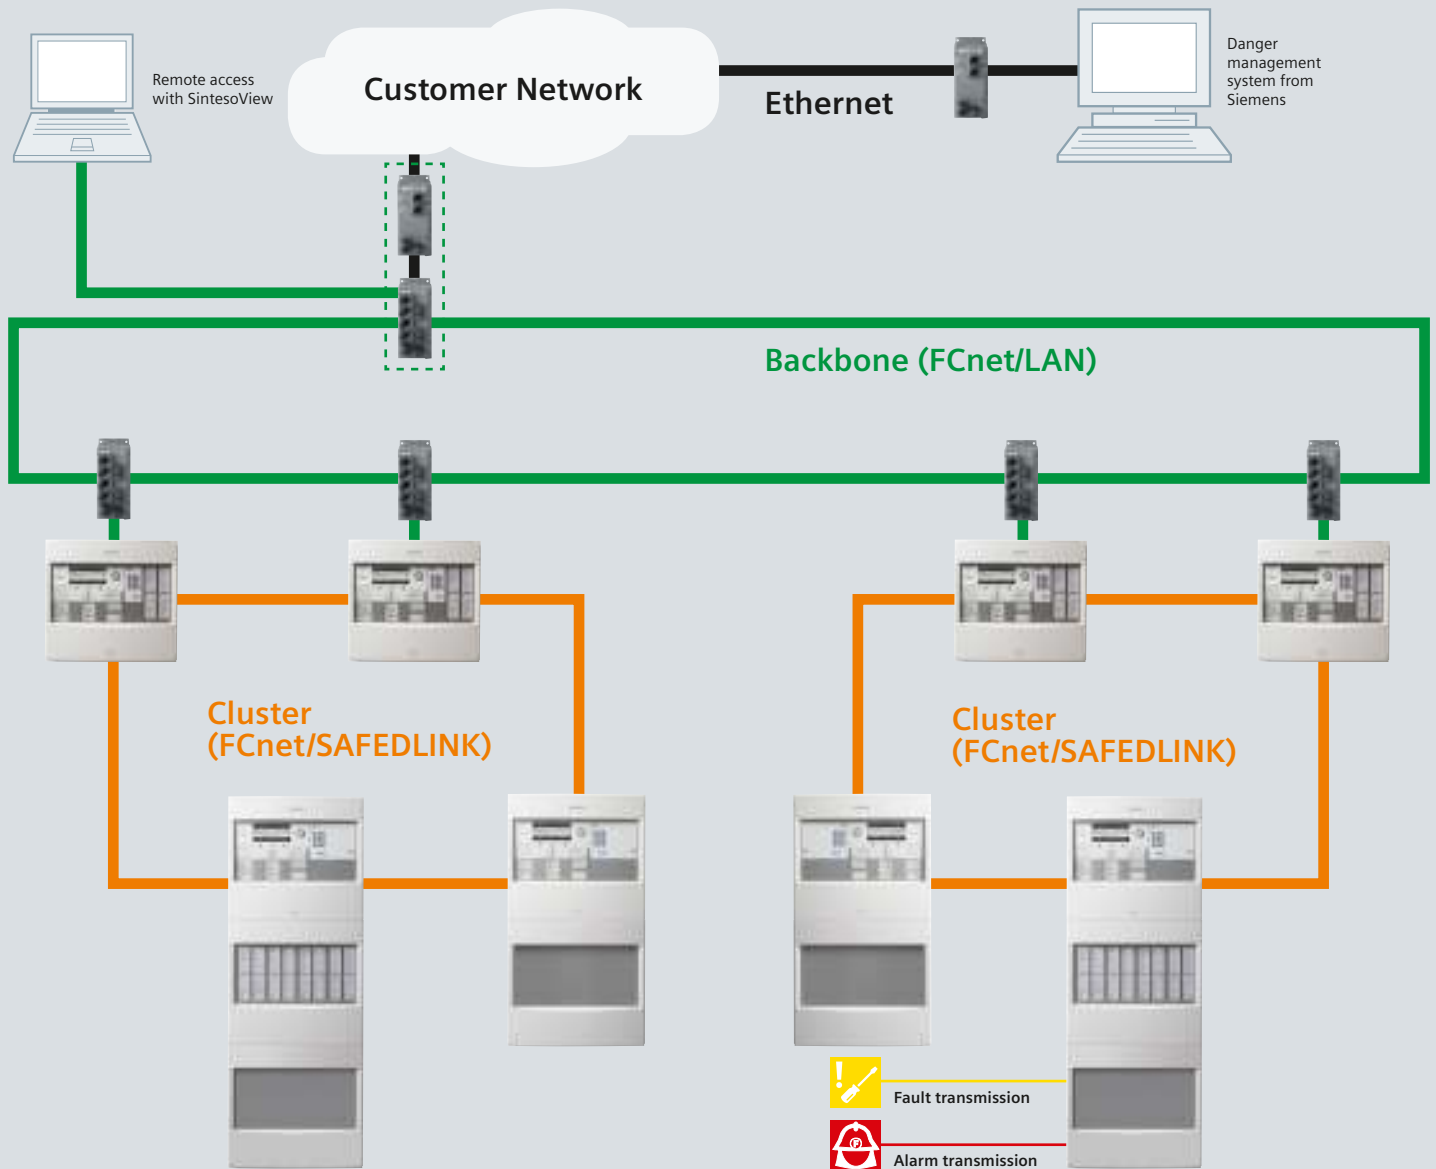 Remote access
with SintesoView
Customer Network
Ethernet
Danger
management
system from
Siemens
Backbone (FCnet/LAN)
Cluster
(FCnet/SAFEDLINK)
Cluster
(FCnet/SAFEDLINK)
Fault transmission
Alarm transmission